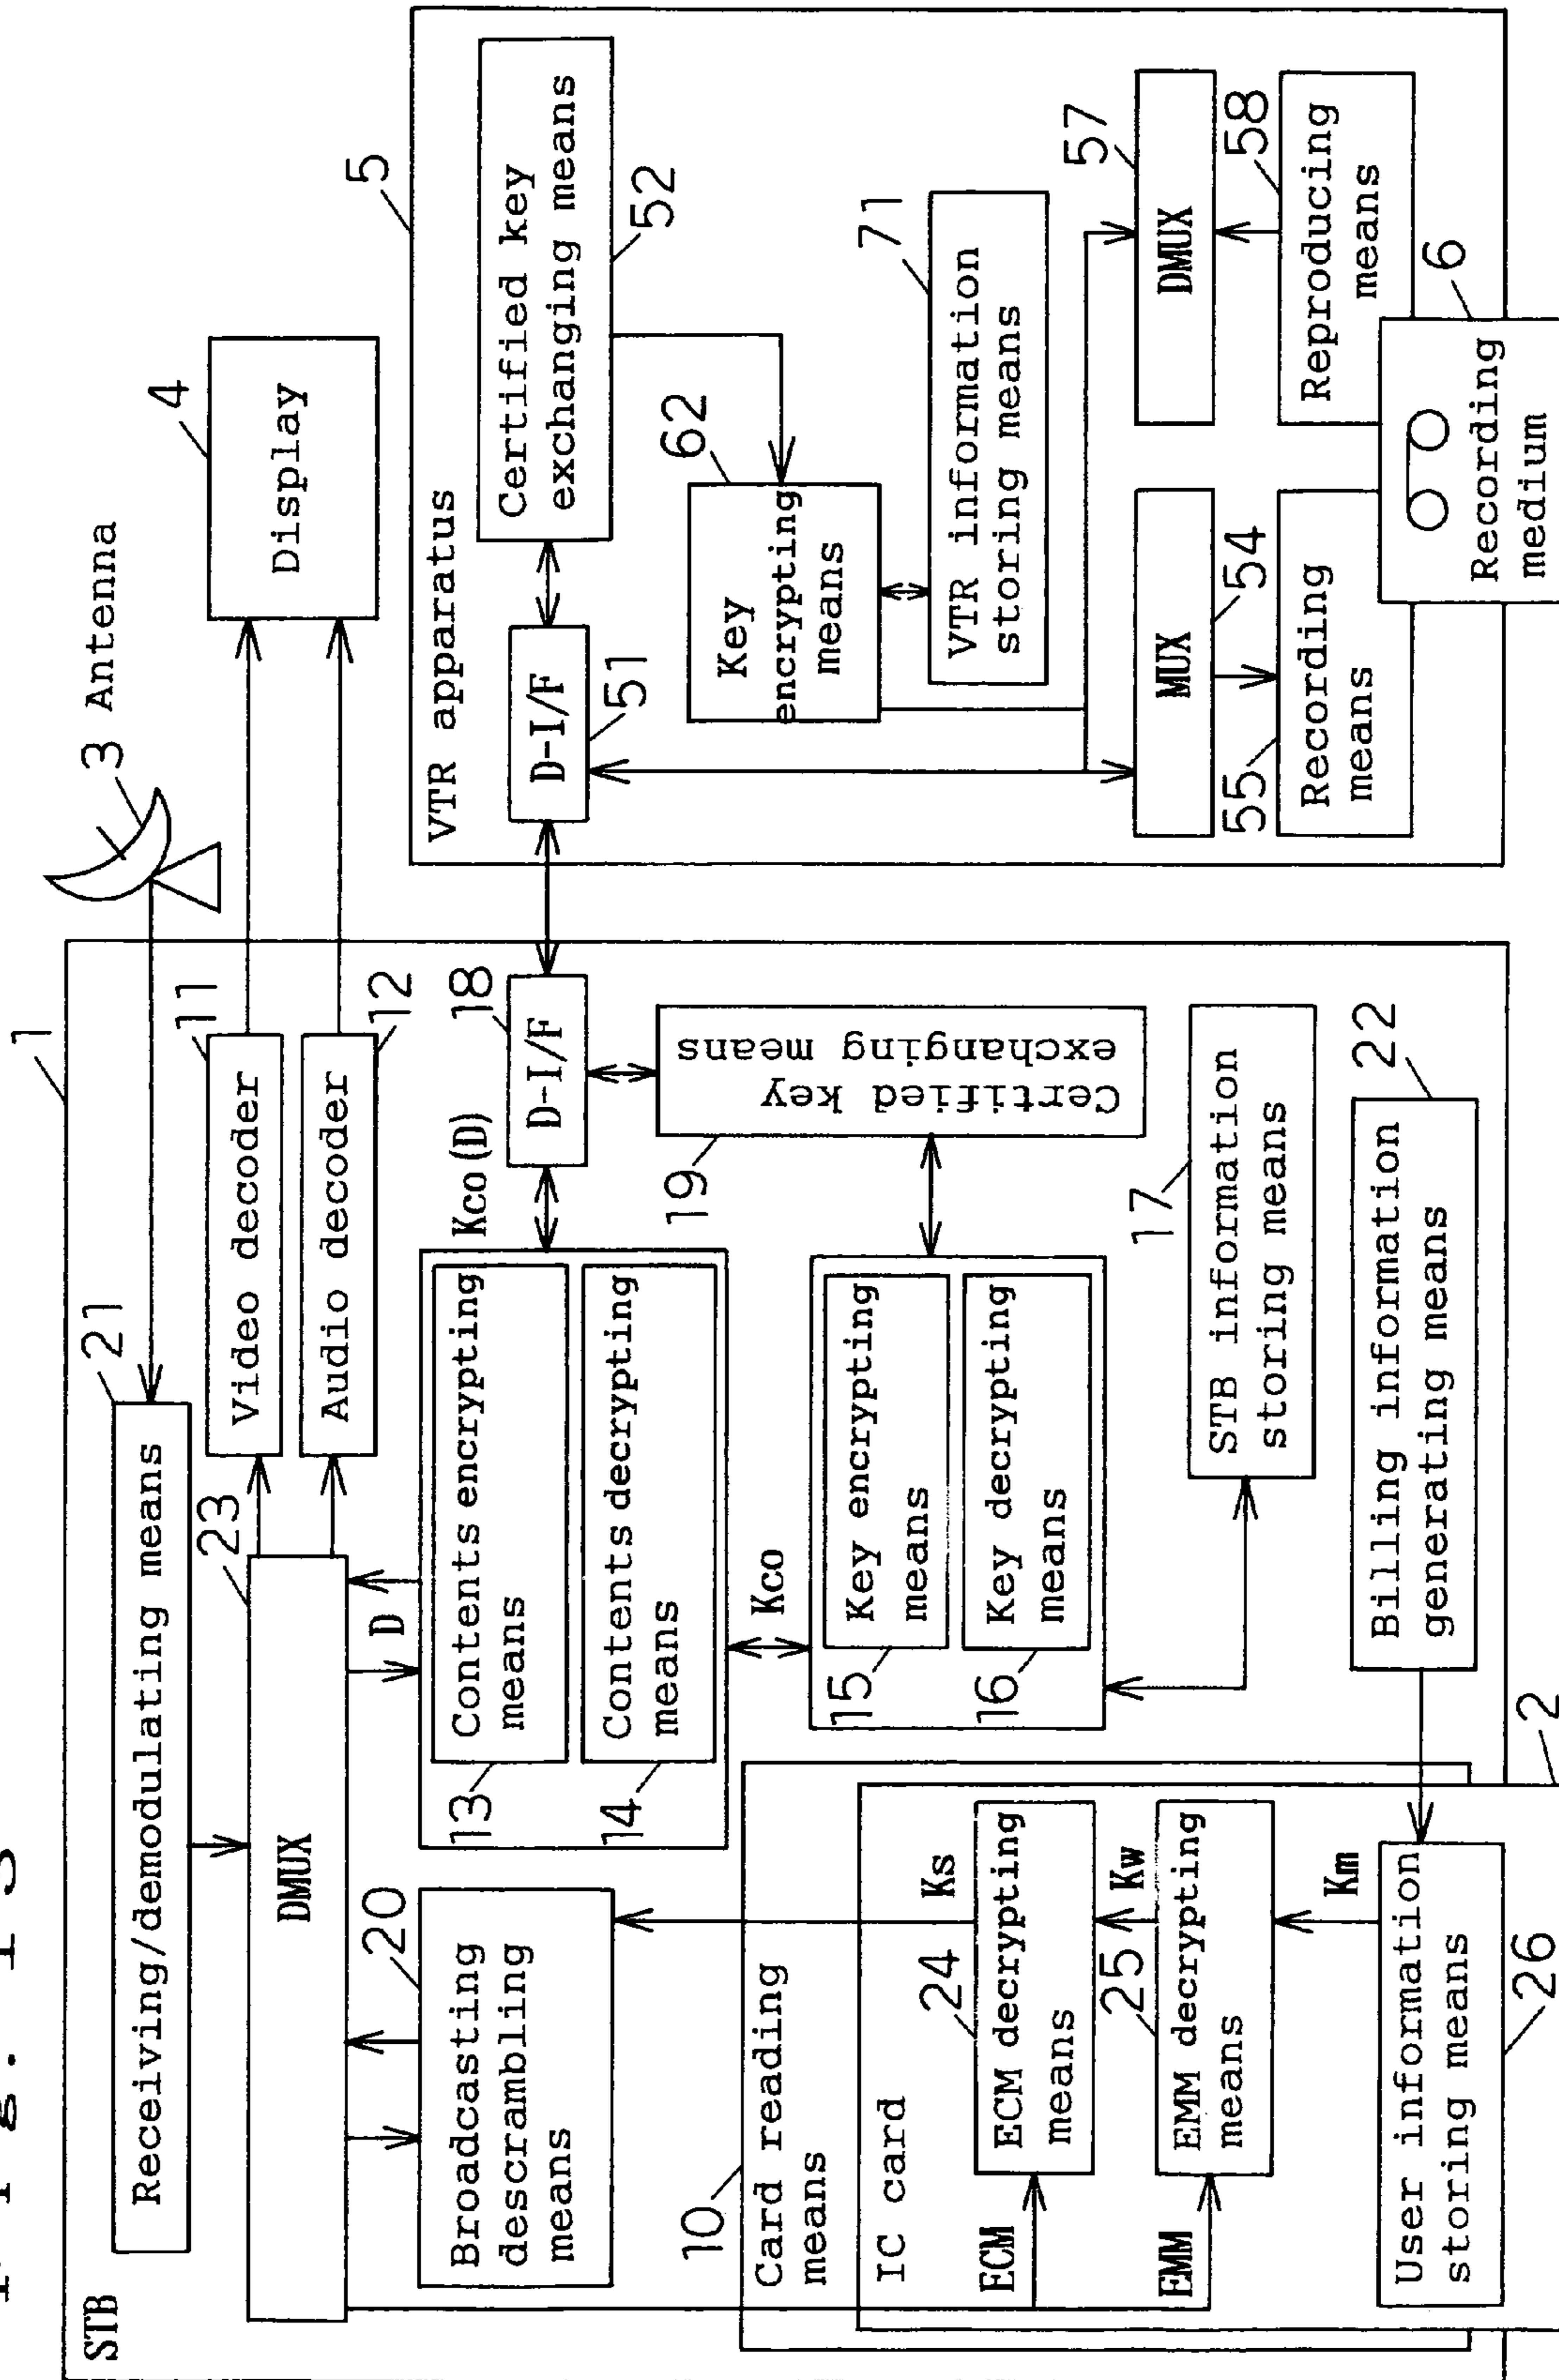 STB
1
Receiving/demodulating means
21
3
Antenna
DMUX
23
Video decoder
11
Audio decoder
12
4
Display
Broadcasting
descrambling
means
20
D
Contents encrypting
means
13
Contents decrypting
means
14
Kco (D)
D-I/F
18
Certified key
exchanging means
19
Kco
Key encrypting
means
15
Key decrypting
means
16
STB information
storing means
17
Billing information
generating means
22
10
Card reading
means
IC card
2
ECM
EMM
Ks
ECM decrypting
means
24
Kw
EMM decrypting
means
25
Km
User information
storing means
26
VTR apparatus
5
D-I/F
51
Certified key
exchanging means
52
Key
encrypting
means
62
VTR information
storing means
71
MUX
54
DMUX
57
Recording
means
55
Reproducing
means
58
Recording
medium
6